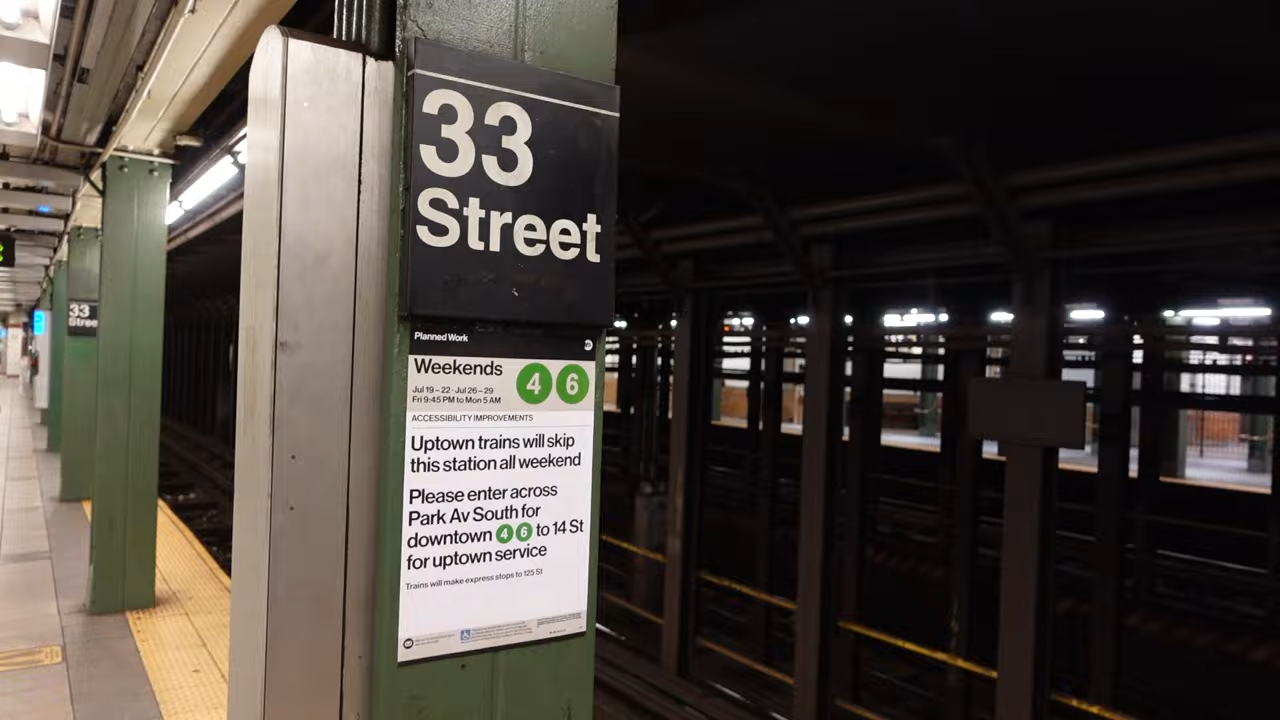 33
Street
Planned Work
Weekends
Jul 19 – 22 · Jul 26 – 29
Fri 9:45 PM to Mon 5 AM
4 6
ACCESSIBILITY IMPROVEMENTS
Uptown trains will skip
this station all weekend
Please enter across
Park Av South for
downtown 4 6 to 14 St
for uptown service
Trains will make express stops to 125 St
33
Stree